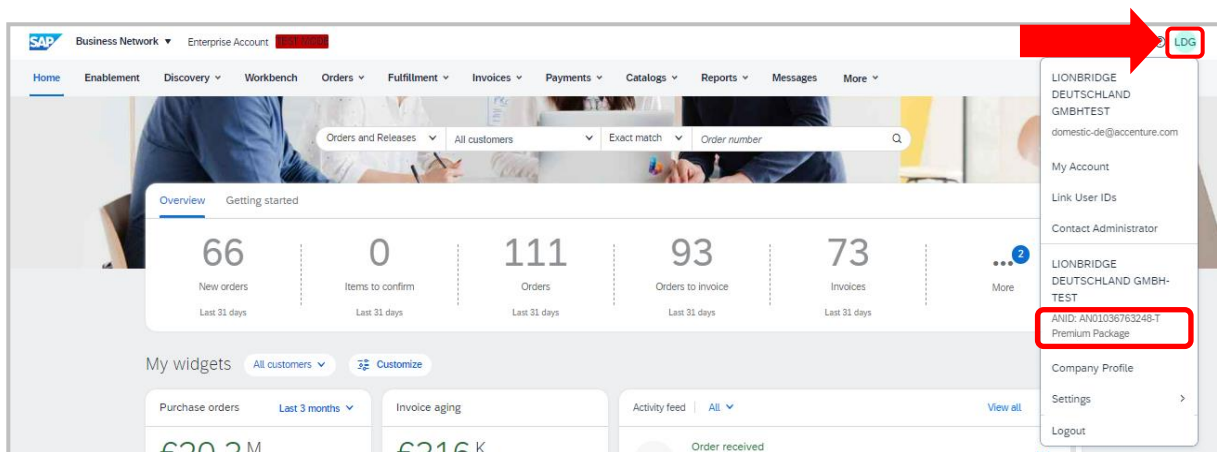 SAP Business Network Enterprise Account TEST MODE
LDG
Home Enablement Discovery Workbench Orders Fulfillment Invoices Payments Catalogs Reports Messages More
Orders and Releases All customers Exact match Order number
Overview Getting started
66 0 111 93 73 ... 2
New orders Items to confirm Orders Orders to invoice Invoices More
Last 31 days Last 31 days Last 31 days Last 31 days Last 31 days
My widgets All customers Customize
Purchase orders Last 3 months Invoice aging Activity feed All View all
Order received
LIONBRIDGE
DEUTSCHLAND
GMBHTEST
domestic-de@accenture.com
My Account
Link User IDs
Contact Administrator
LIONBRIDGE
DEUTSCHLAND GMBH-
TEST
ANID: AN01036763248-T
Premium Package
Company Profile
Settings
Logout